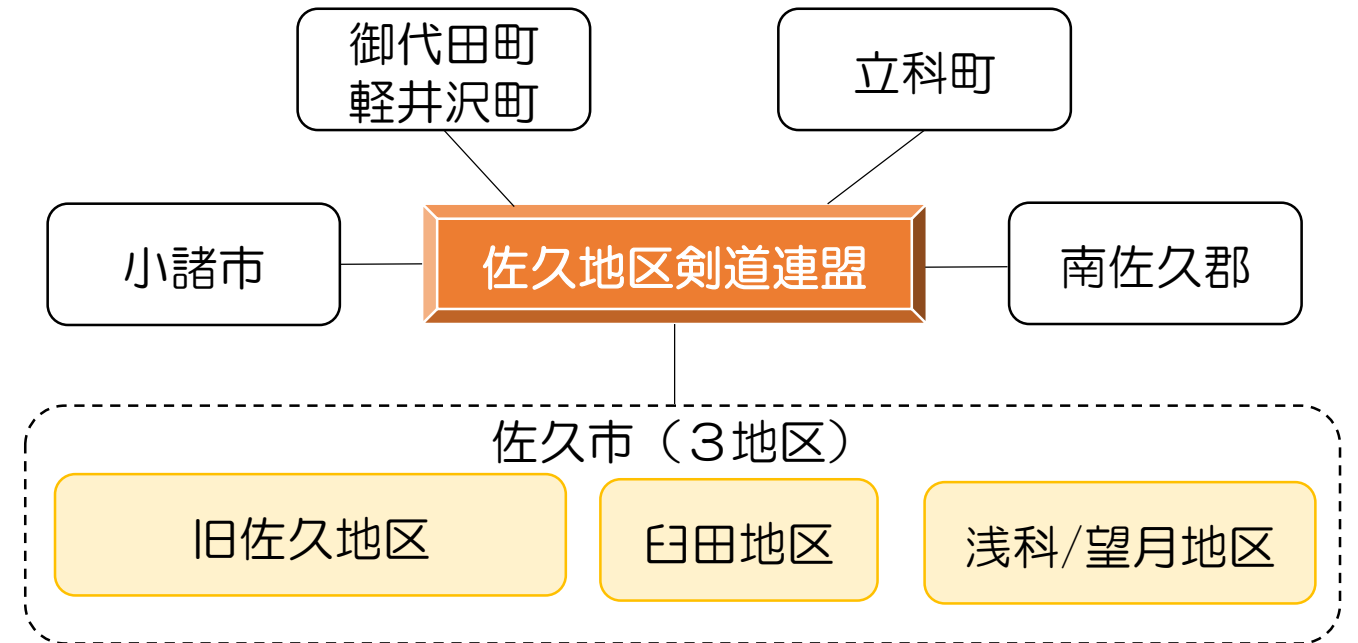 御代田町
軽井沢町
立科町
小諸市
佐久地区剣道連盟
南佐久郡
佐久市（３地区）
旧佐久地区
臼田地区
浅科/望月地区